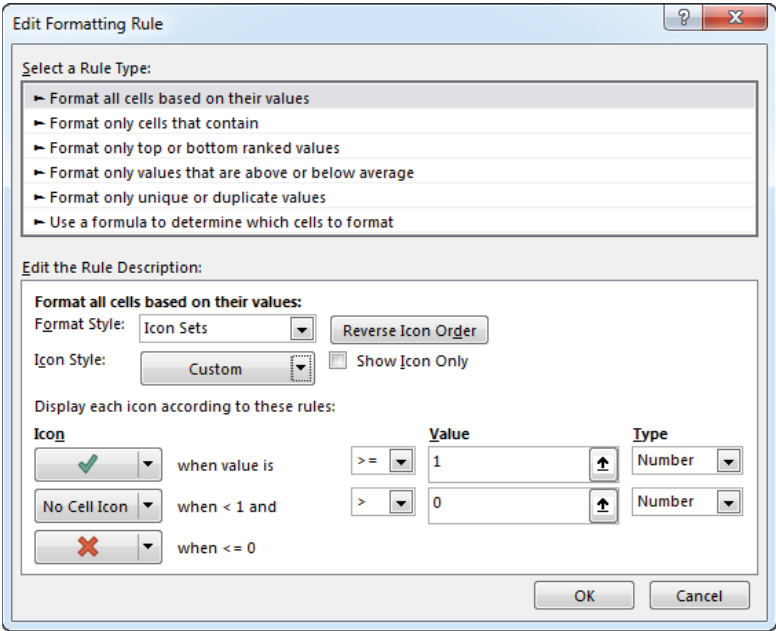 Edit Formatting Rule
Select a Rule Type:
► Format all cells based on their values
► Format only cells that contain
► Format only top or bottom ranked values
► Format only values that are above or below average
► Format only unique or duplicate values
► Use a formula to determine which cells to format
Edit the Rule Description:
Format all cells based on their values:
Format Style: Icon Sets Reverse Icon Order
Icon Style: Custom Show Icon Only
Display each icon according to these rules:
Icon Value Type
when value is >= 1 Number
No Cell Icon when < 1 and > 0 Number
when <= 0
OK Cancel